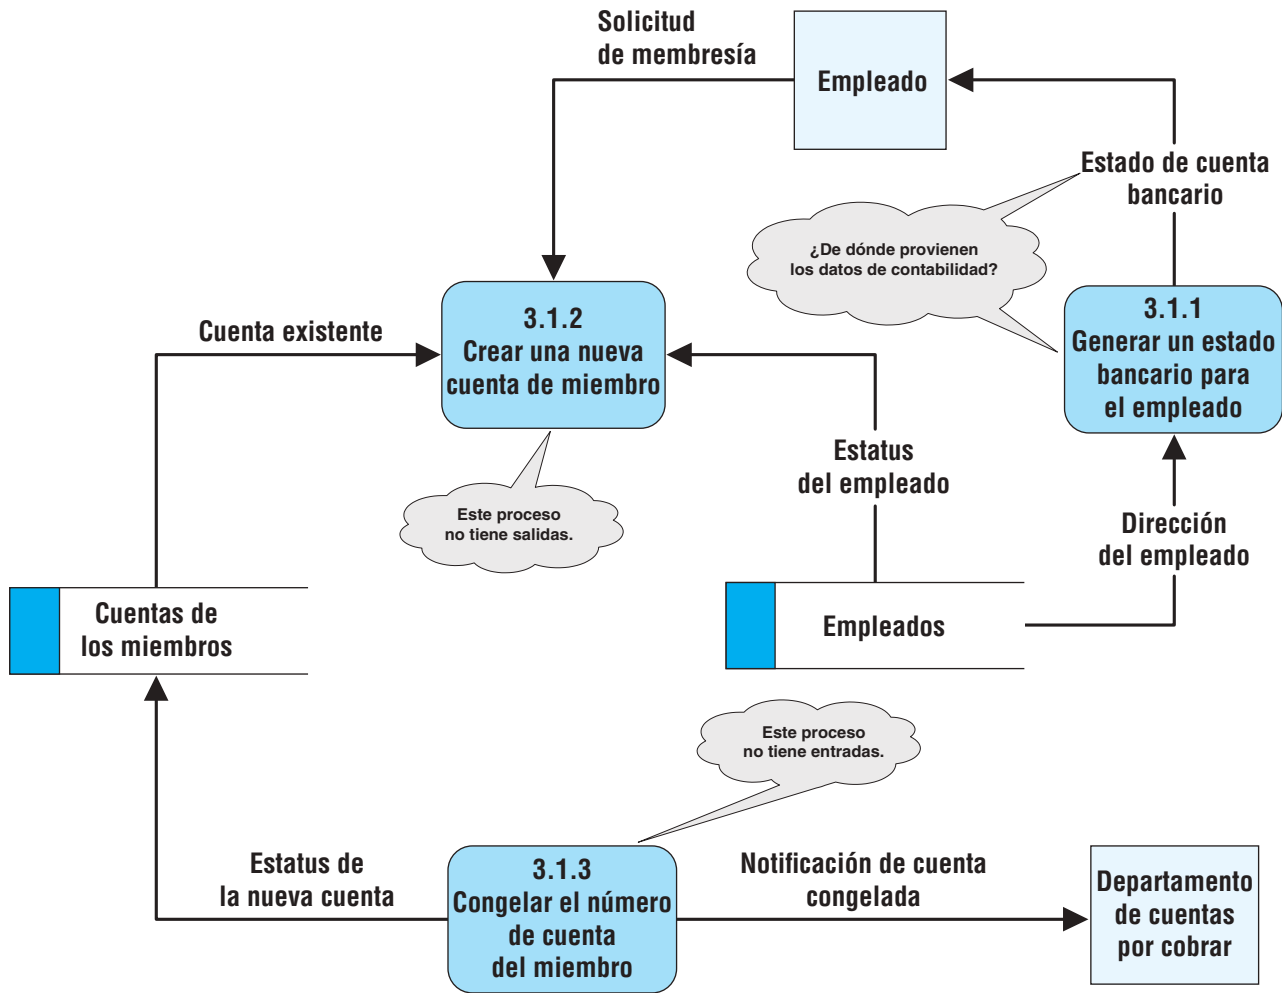 Solicitud
de membresía
Empleado
Estado de cuenta
bancario
¿De dónde provienen
los datos de contabilidad?
3.1.1
Generar un estado
bancario para
el empleado
Cuenta existente
3.1.2
Crear una nueva
cuenta de miembro
Este proceso
no tiene salidas.
Estatus
del empleado
Dirección
del empleado
Cuentas de
los miembros
Empleados
Este proceso
no tiene entradas.
Estatus de
la nueva cuenta
3.1.3
Congelar el número
de cuenta
del miembro
Notificación de cuenta
congelada
Departamento
de cuentas
por cobrar